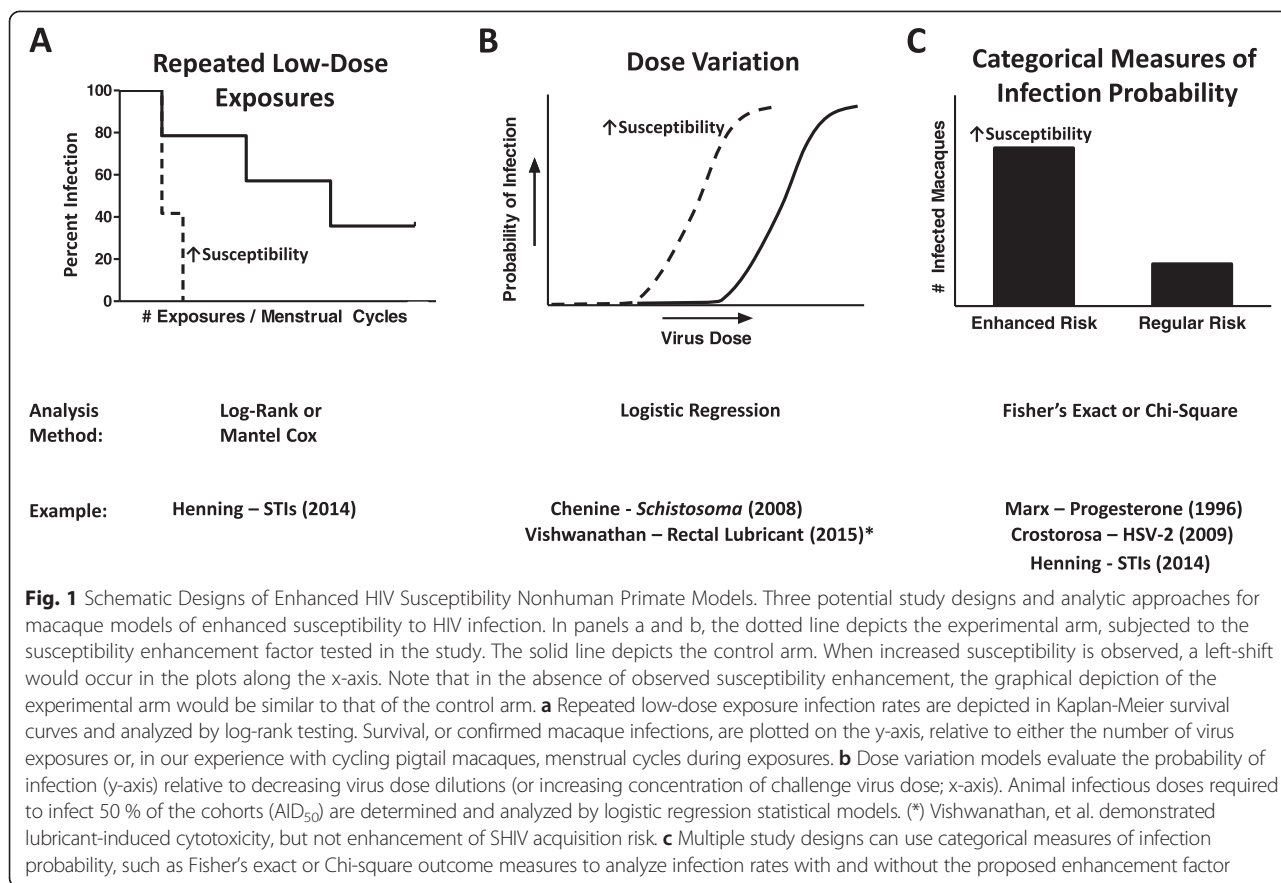 A
Repeated Low-Dose
Exposures
100
80
60
40
20
0
Percent Infection
↑Susceptibility
# Exposures / Menstrual Cycles
B
Dose Variation
Probability of Infection
↑Susceptibility
Virus Dose
C
Categorical Measures of
Infection Probability
# Infected Macaques
↑Susceptibility
Enhanced Risk
Regular Risk
Analysis
Method:
Log-Rank or
Mantel Cox
Logistic Regression
Fisher's Exact or Chi-Square
Example:
Henning – STIs (2014)
Chenine - Schistosoma (2008)
Vishwanathan – Rectal Lubricant (2015)*
Marx – Progesterone (1996)
Crostorosa – HSV-2 (2009)
Henning - STIs (2014)
Fig. 1 Schematic Designs of Enhanced HIV Susceptibility Nonhuman Primate Models. Three potential study designs and analytic approaches for
macaque models of enhanced susceptibility to HIV infection. In panels a and b, the dotted line depicts the experimental arm, subjected to the
susceptibility enhancement factor tested in the study. The solid line depicts the control arm. When increased susceptibility is observed, a left-shift
would occur in the plots along the x-axis. Note that in the absence of observed susceptibility enhancement, the graphical depiction of the
experimental arm would be similar to that of the control arm. a Repeated low-dose exposure infection rates are depicted in Kaplan-Meier survival
curves and analyzed by log-rank testing. Survival, or confirmed macaque infections, are plotted on the y-axis, relative to either the number of virus
exposures or, in our experience with cycling pigtail macaques, menstrual cycles during exposures. b Dose variation models evaluate the probability of
infection (y-axis) relative to decreasing virus dose dilutions (or increasing concentration of challenge virus dose; x-axis). Animal infectious doses required
to infect 50 % of the cohorts (AID50) are determined and analyzed by logistic regression statistical models. (*) Vishwanathan, et al. demonstrated
lubricant-induced cytotoxicity, but not enhancement of SHIV acquisition risk. c Multiple study designs can use categorical measures of infection
probability, such as Fisher's exact or Chi-square outcome measures to analyze infection rates with and without the proposed enhancement factor